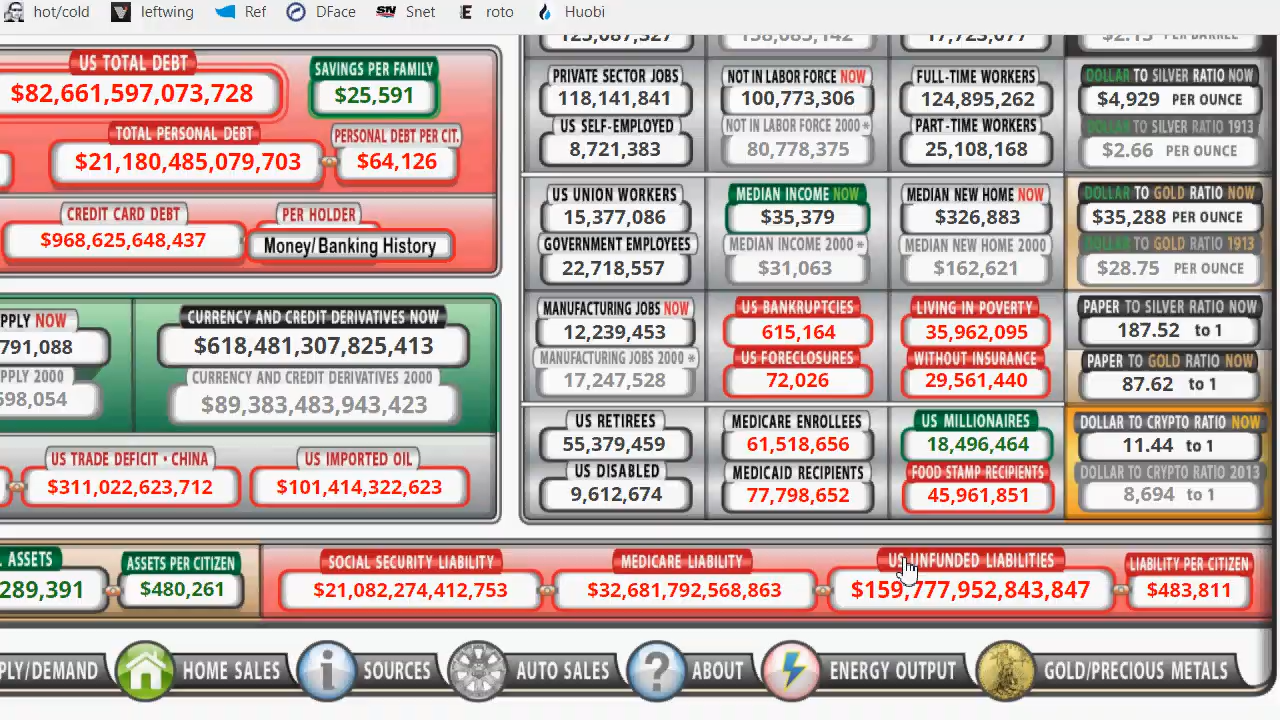 hot/cold leftwing Ref DFace Snet roto Huobi
US TOTAL DEBT
$82,661,597,073,728
SAVINGS PER FAMILY
$25,591
TOTAL PERSONAL DEBT
$21,180,485,079,703
PERSONAL DEBT PER CIT.
$64,126
CREDIT CARD DEBT
$968,625,648,437
PER HOLDER
Money/Banking History
PPLY NOW
791,088
PPLY 2000
598,054
CURRENCY AND CREDIT DERIVATIVES NOW
$618,481,307,825,413
CURRENCY AND CREDIT DERIVATIVES 2000
$89,383,483,943,423
US TRADE DEFICIT • CHINA
$311,022,623,712
US IMPORTED OIL
$101,414,322,623
PRIVATE SECTOR JOBS
118,141,841
US SELF-EMPLOYED
8,721,383
NOT IN LABOR FORCE NOW
100,773,306
NOT IN LABOR FORCE 2000*
80,778,375
FULL-TIME WORKERS
124,895,262
PART-TIME WORKERS
25,108,168
DOLLAR TO SILVER RATIO NOW
$4,929 PER OUNCE
DOLLAR TO SILVER RATIO 1913
$2.66 PER OUNCE
US UNION WORKERS
15,377,086
GOVERNMENT EMPLOYEES
22,718,557
MEDIAN INCOME NOW
$35,379
MEDIAN INCOME 2000 *
$31,063
MEDIAN NEW HOME NOW
$326,883
MEDIAN NEW HOME 2000
$162,621
DOLLAR TO GOLD RATIO NOW
$35,288 PER OUNCE
DOLLAR TO GOLD RATIO 1913
$28.75 PER OUNCE
MANUFACTURING JOBS NOW
12,239,453
MANUFACTURING JOBS 2000 *
17,247,528
US BANKRUPTCIES
615,164
US FORECLOSURES
72,026
LIVING IN POVERTY
35,962,095
WITHOUT INSURANCE
29,561,440
PAPER TO SILVER RATIO NOW
187.52 to 1
PAPER TO GOLD RATIO NOW
87.62 to 1
US RETIREES
55,379,459
US DISABLED
9,612,674
MEDICARE ENROLLEES
61,518,656
MEDICAID RECIPIENTS
77,798,652
US MILLIONAIRES
18,496,464
FOOD STAMP RECIPIENTS
45,961,851
DOLLAR TO CRYPTO RATIO NOW
11.44 to 1
DOLLAR TO CRYPTO RATIO 2013
8,694 to 1
ASSETS
289,391
ASSETS PER CITIZEN
$480,261
SOCIAL SECURITY LIABILITY
$21,082,274,412,753
MEDICARE LIABILITY
$32,681,792,568,863
US UNFUNDED LIABILITIES
$159,777,952,843,847
LIABILITY PER CITIZEN
$483,811
PLY/DEMAND HOME SALES SOURCES AUTO SALES ABOUT ENERGY OUTPUT GOLD/PRECIOUS METALS